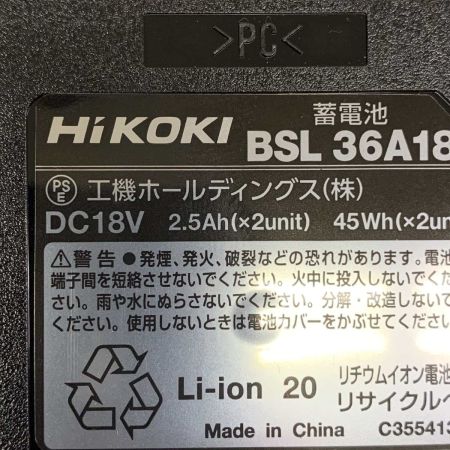 >PC<
蓄電池
HiKOKI BSL 36A18
PSE 工機ホールディングス(株)
DC18V 2.5Ah(×2unit) 45Wh(×2un
⚠警告 ●発煙、発火、破裂などの恐れがあります。電池
端子間を短絡させないでください。火中に投入しないでくだ
さい。雨や水にぬらさないでください。分解・改造しないで
ください。使用しないときは電池カバーをかぶせてください
Li-ion 20
リチウムイオン電池
リサイクルへ
Made in China C355413